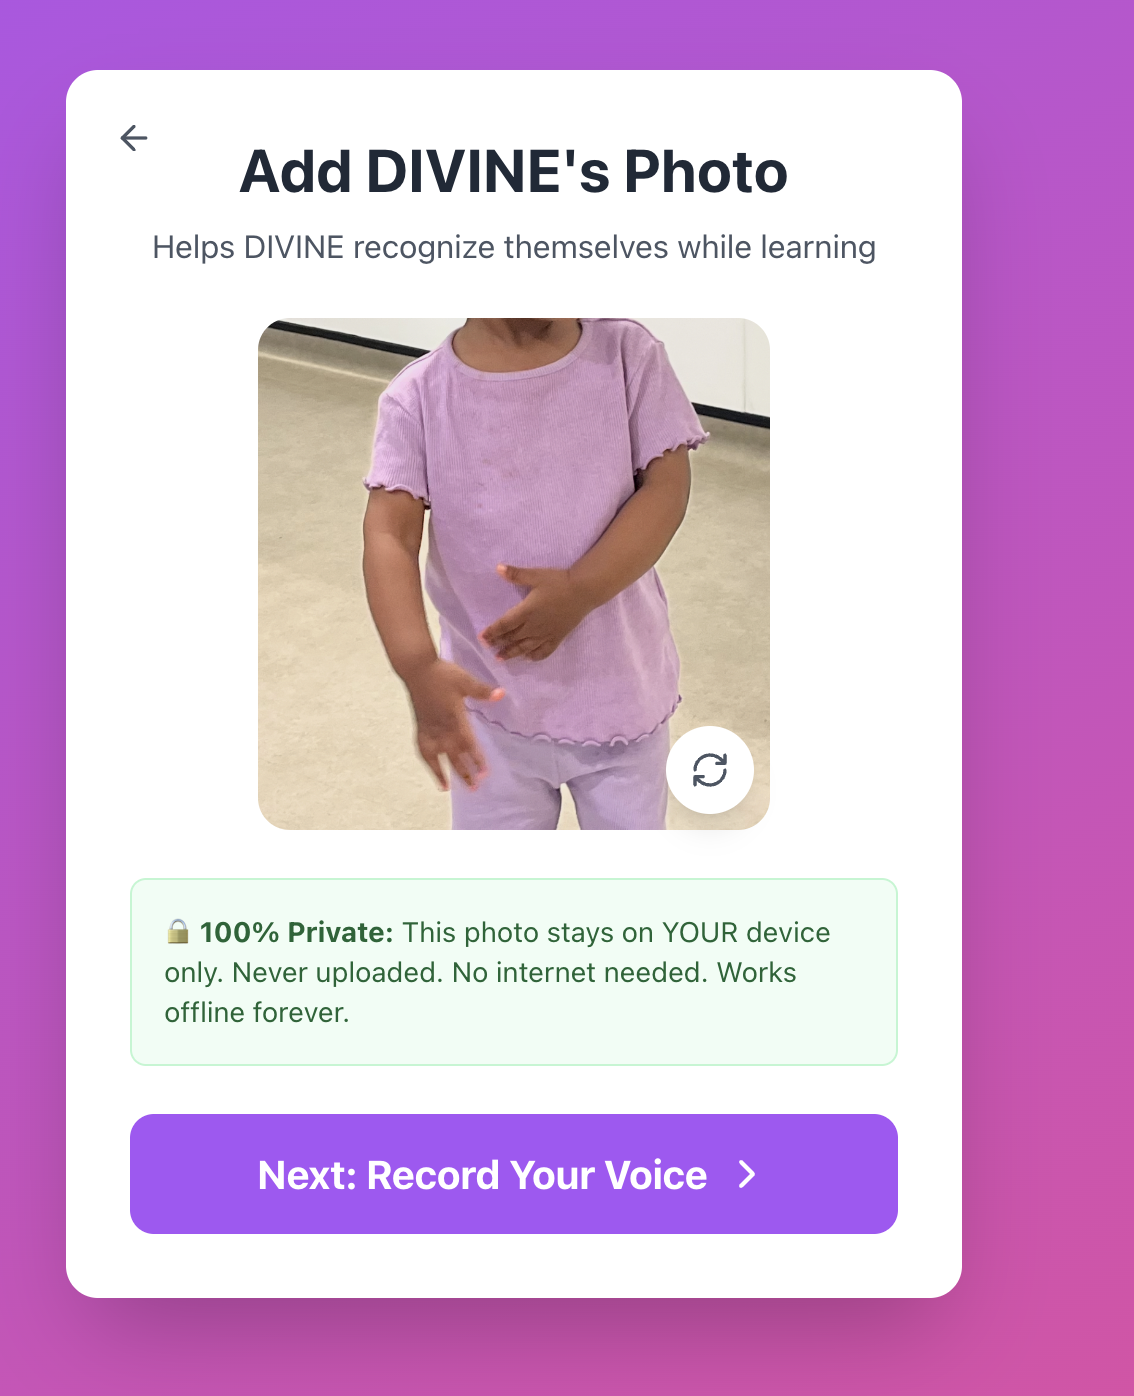 Add DIVINE's Photo
Helps DIVINE recognize themselves while learning
🔒 100% Private: This photo stays on YOUR device
only. Never uploaded. No internet needed. Works
offline forever.
Next: Record Your Voice